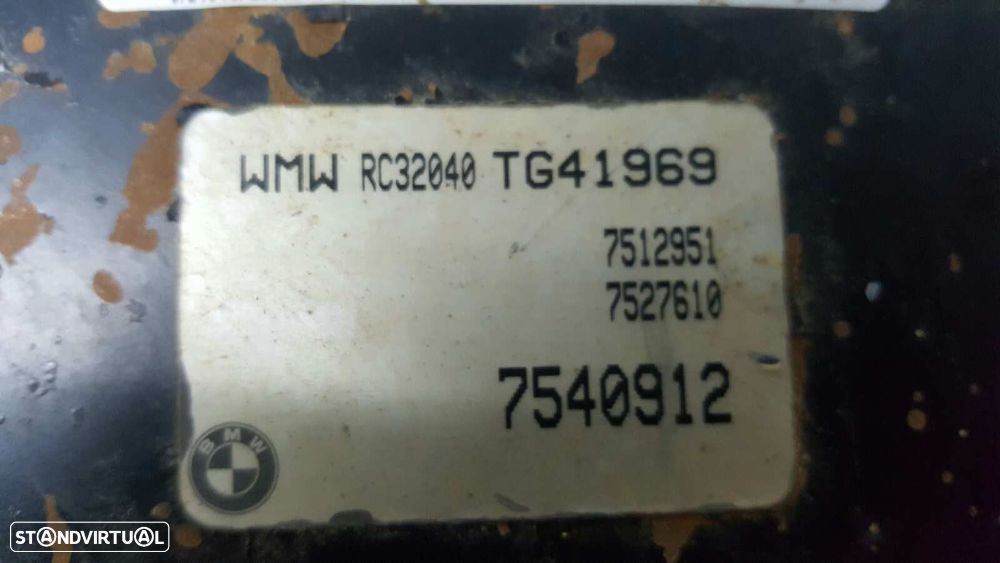 WMW RC32040 TG41969
7512951
7527610
7540912
BMW
STANDVIRTUAL